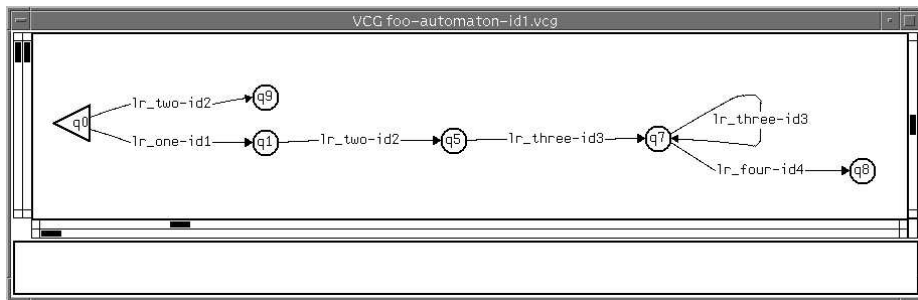 VCG foo-automaton-id1.vcg
q0
lr_two-id2
q9
lr_one-id1
q1
lr_two-id2
q5
lr_three-id3
q7
lr_three-id3
lr_four-id4
q8